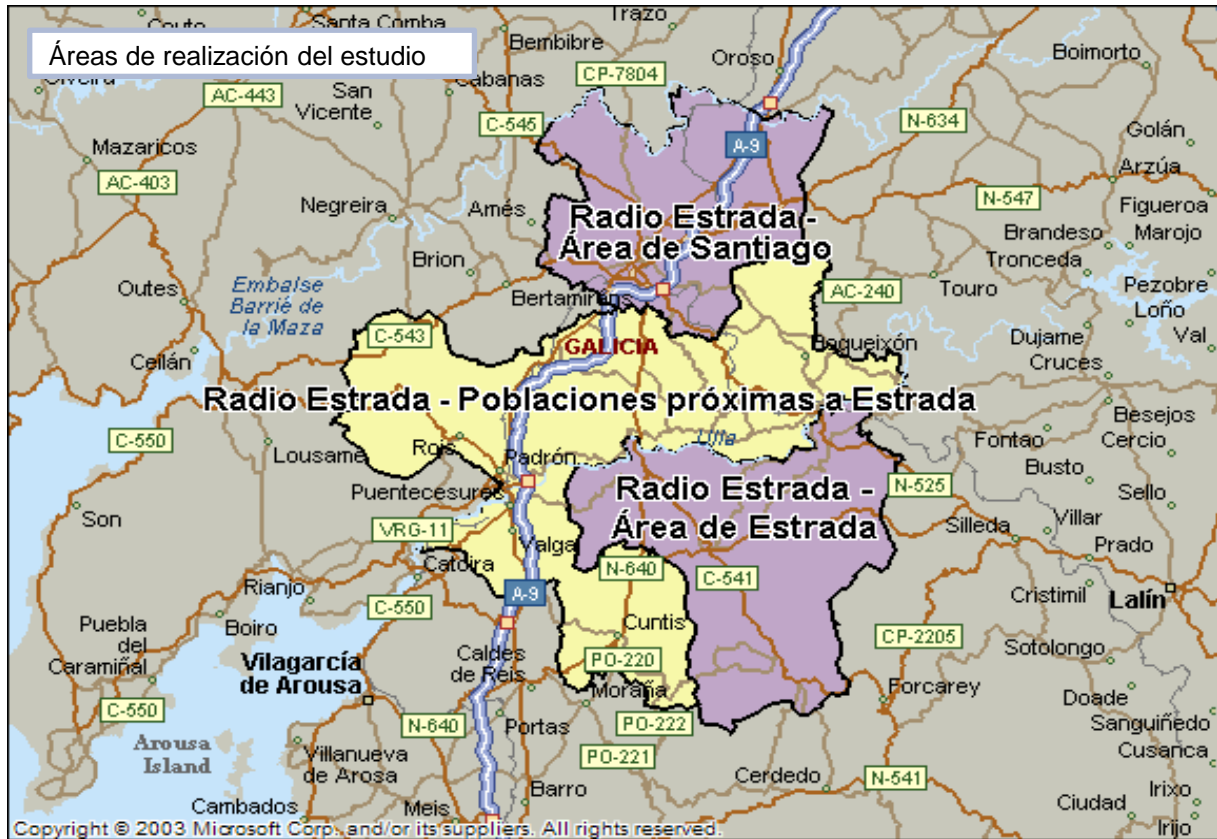 Couto
Santa Comba
Trazo
Áreas de realización del estudio
Bembibre
Oroso
Boimorto
CP-7804
Cabanas
AC-443
San
Vicente
C-545
N-634
Golán
A-9
Mazaricos
Arzúa
AC-403
N-547
Negreira
Amés
Figueroa
Radio Estrada -
Área de Santiago
Brandeso
Marojo
Brion
Tronceda
Embalse
Barrié de
la Maza
Outes
Bertamiráns
AC-240
Touro
Pezobre
Loño
C-543
Dujame
Val
GALICIA
Ceilán
Cruces
Radio Estrada - Poblaciones próximas a Estrada
Besejos
C-550
Ulla
Fontao
Cercio
Rois
Lousame
Padrón
Busto
Puentecesures
Radio Estrada -
Área de Estrada
N-525
Sello
Son
Villar
VRG-11
Silleda
Valga
Prado
N-640
Catoira
C-541
Rianjo
A-9
Cristimil
Lalín
C-550
Puebla
del
Caramiñal
Boiro
Cuntis
CP-2205
Sotolongo
Vilagarcía
de Arousa
Caldes
de Reis
PO-220
Moraña
Forcarey
Doade
C-550
N-640
Portas
PO-222
Sanguiñedo
Cusanca
Arousa
Island
Villanueva
de Arosa
PO-221
Cerdedo
N-541
Barro
Irixo
Cambados
Meis
Ciudad
Irijo
Copyright © 2003 Microsoft Corp. and/or its suppliers. All rights reserved.